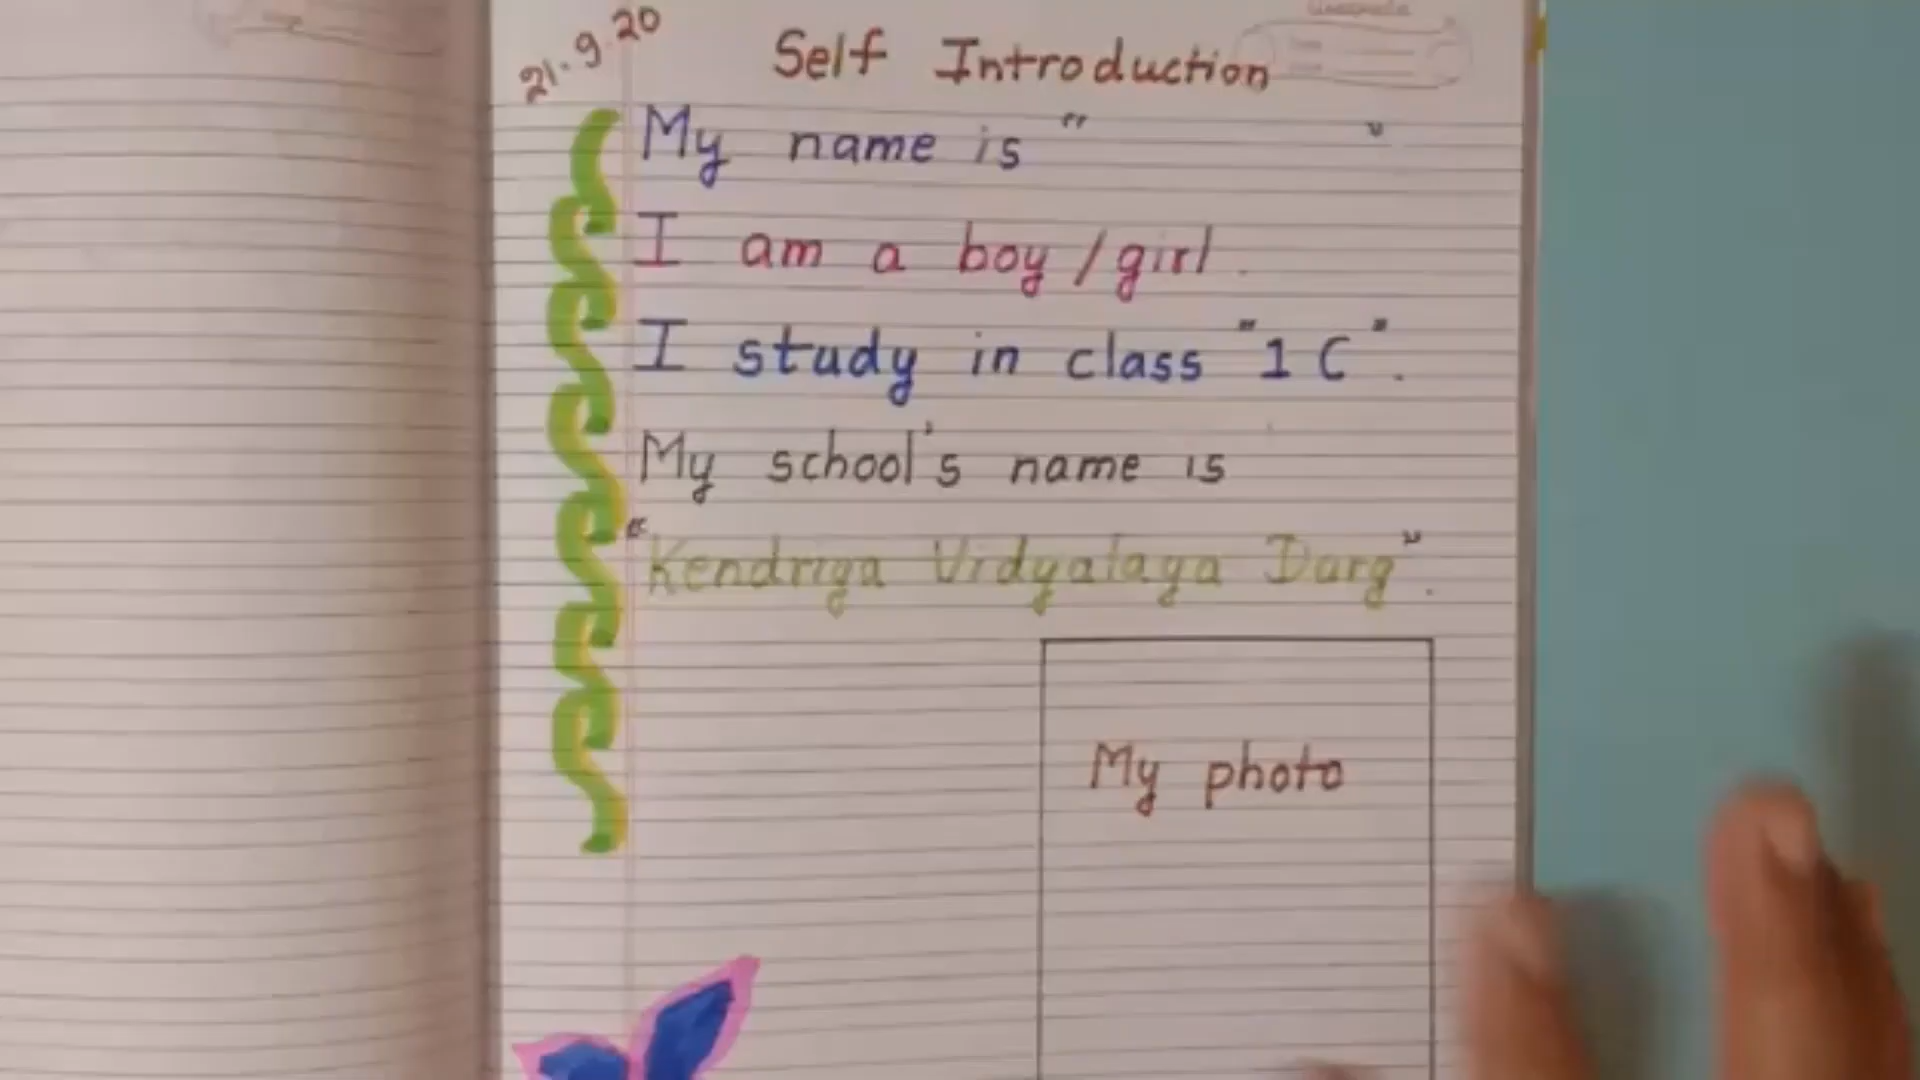 21.9.20
Self Introduction
My name is "                "
I am a boy / girl.
I study in class "1 C".
My school's name is
"Kendriya Vidyalaya Durg".
My photo